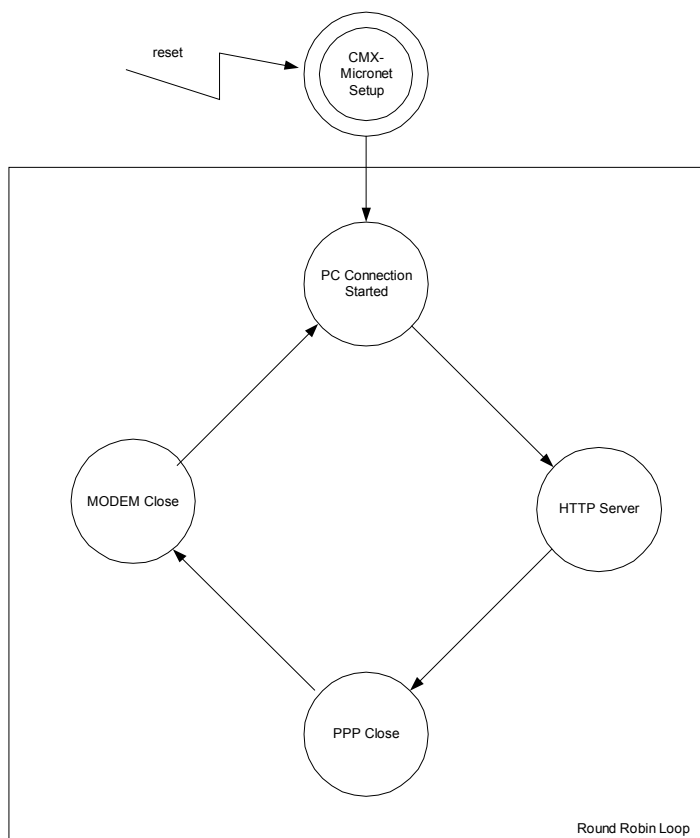 reset
CMX-
Micronet
Setup
PC Connection
Started
MODEM Close
HTTP Server
PPP Close
Round Robin Loop